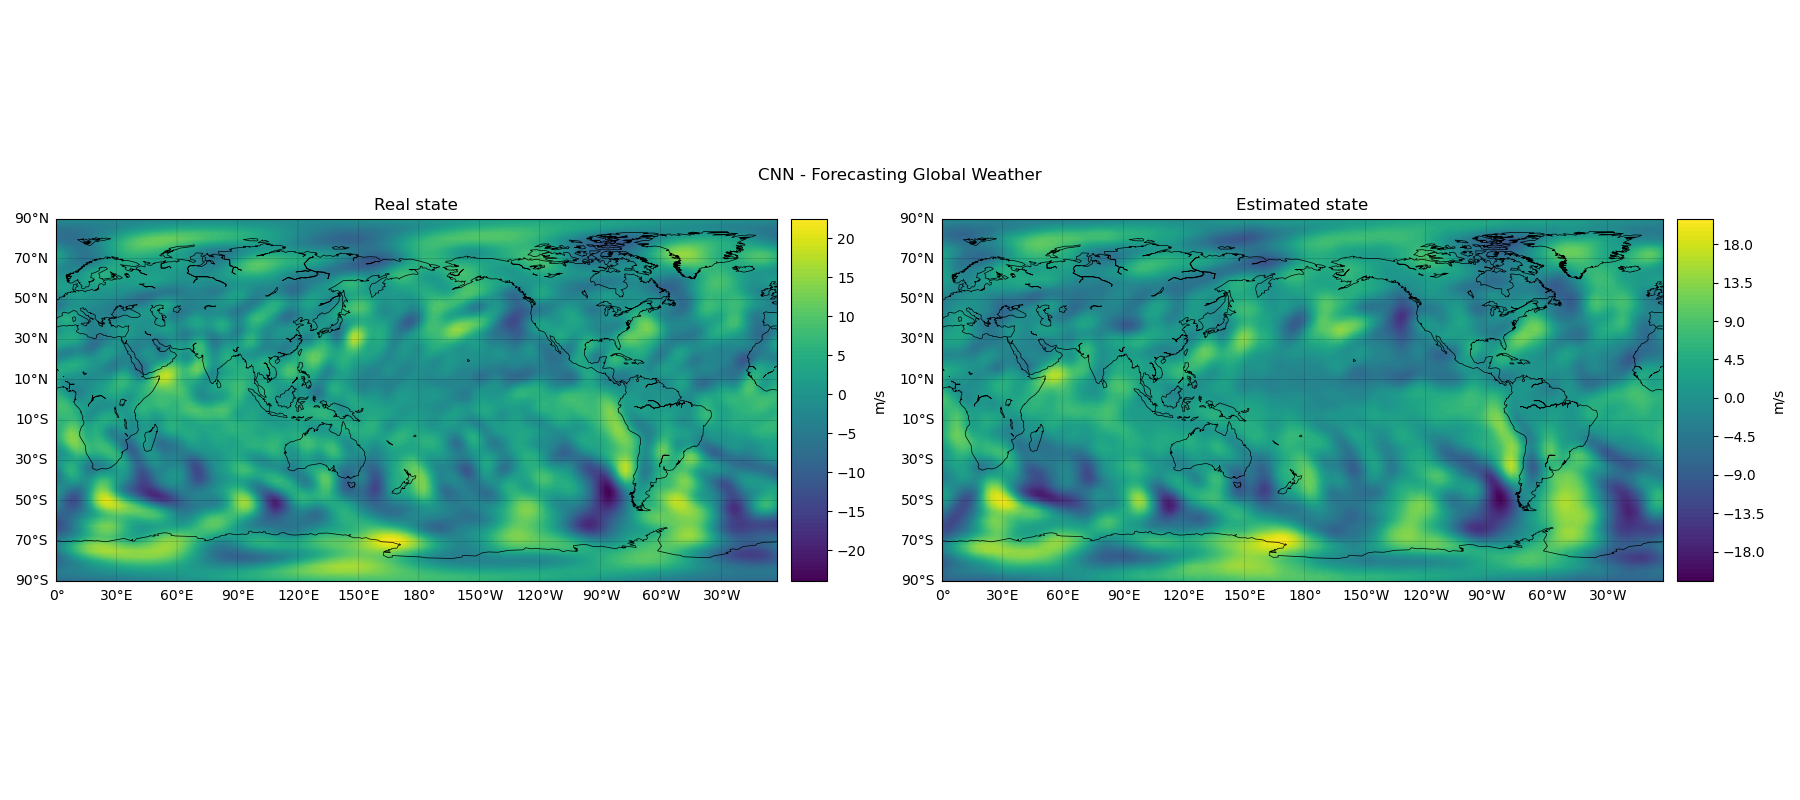 CNN - Forecasting Global Weather
Real state
90°N
70°N
50°N
30°N
10°N
10°S
30°S
50°S
70°S
90°S
0°
30°E
60°E
90°E
120°E
150°E
180°
150°W
120°W
90°W
60°W
30°W
20
15
10
5
0
−5
−10
−15
−20
m/s
Estimated state
90°N
70°N
50°N
30°N
10°N
10°S
30°S
50°S
70°S
90°S
0°
30°E
60°E
90°E
120°E
150°E
180°
150°W
120°W
90°W
60°W
30°W
18.0
13.5
9.0
4.5
0.0
−4.5
−9.0
−13.5
−18.0
m/s